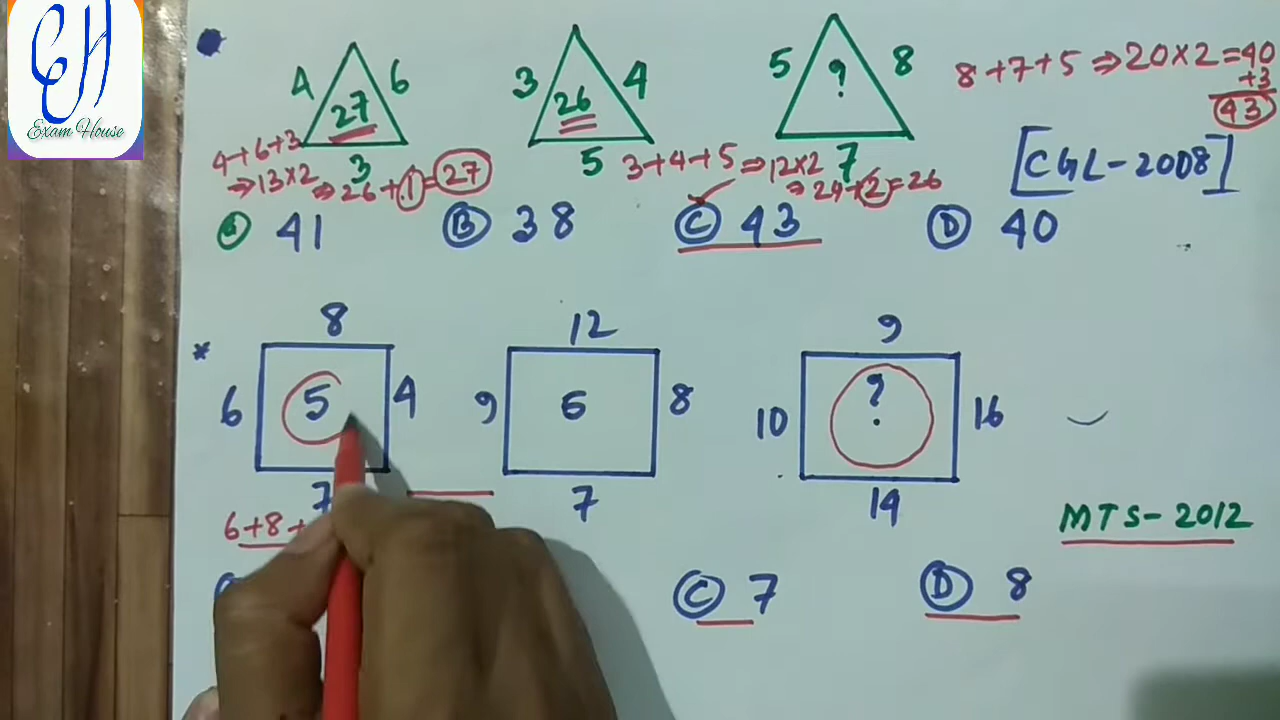 CH
Exam House
4 6 27 3
3 4 26 5
5 8 ? 7
8+7+5 ⇒ 20×2=40
+3
43
4+6+3
⇒13×2 ⇒ 26+1=27
3+4+5 ⇒ 12×2
⇒ 24+2=26
[CGL-2008]
A 41 B 38 C 43 D 40
* 8 12 9
6 5 4 9 6 8 10 ? 16
7 7 14
6+8+
MTS-2012
C 7 D 8